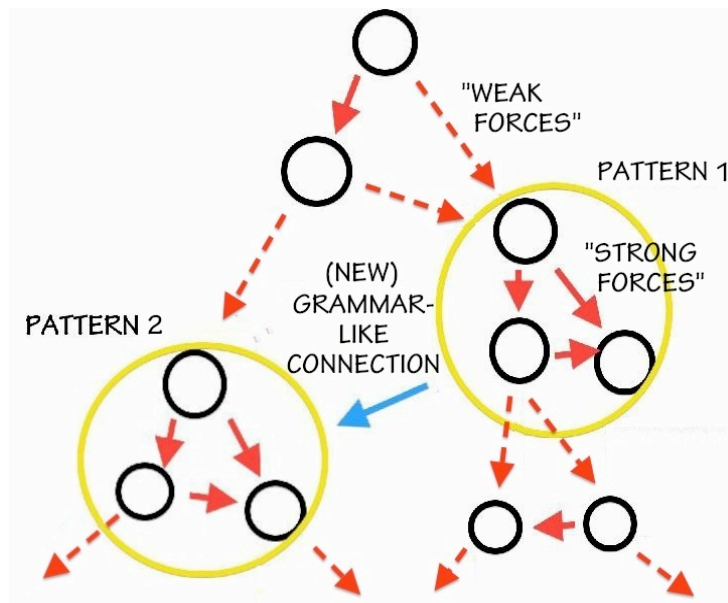 "WEAK
FORCES"
PATTERN 1
"STRONG
FORCES"
(NEW)
GRAMMAR-
LIKE
CONNECTION
PATTERN 2